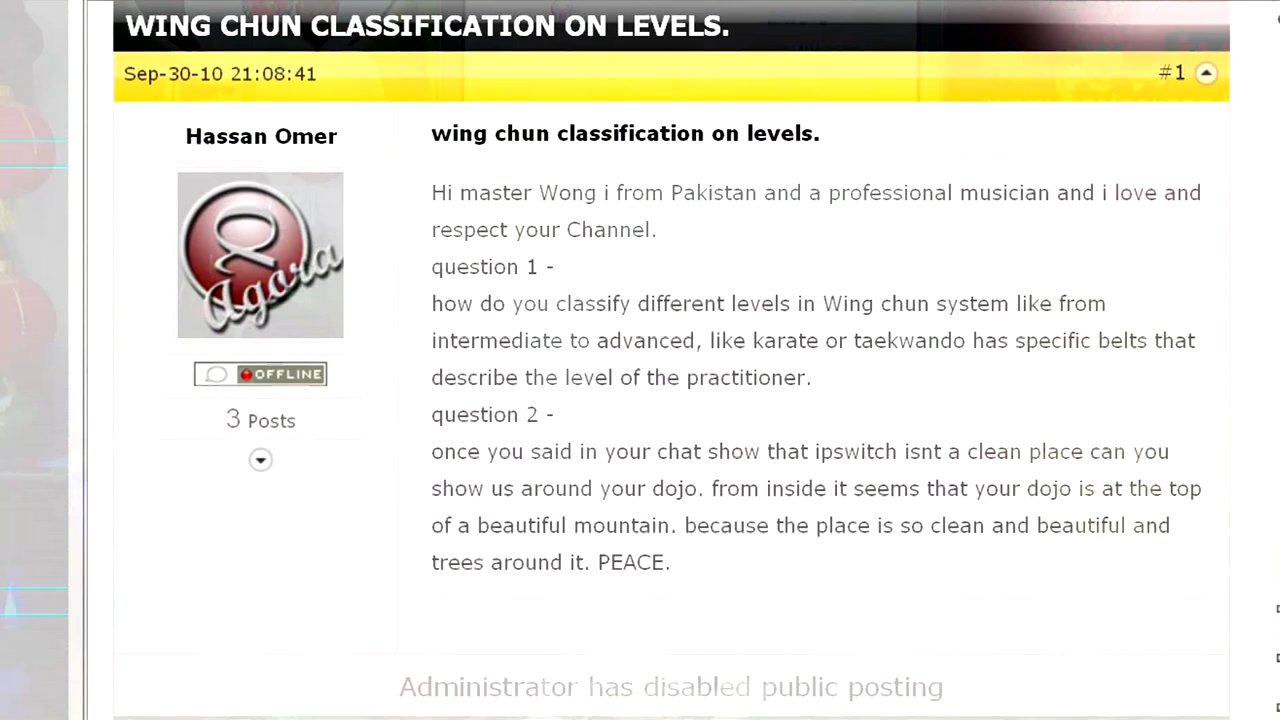 WING CHUN CLASSIFICATION ON LEVELS.
Sep-30-10 21:08:41
#1
Hassan Omer
Agora
OFFLINE
3 Posts
wing chun classification on levels.
Hi master Wong i from Pakistan and a professional musician and i love and
respect your Channel.
question 1 -
how do you classify different levels in Wing chun system like from
intermediate to advanced, like karate or taekwando has specific belts that
describe the level of the practitioner.
question 2 -
once you said in your chat show that ipswitch isnt a clean place can you
show us around your dojo. from inside it seems that your dojo is at the top
of a beautiful mountain. because the place is so clean and beautiful and
trees around it. PEACE.
Administrator has disabled public posting